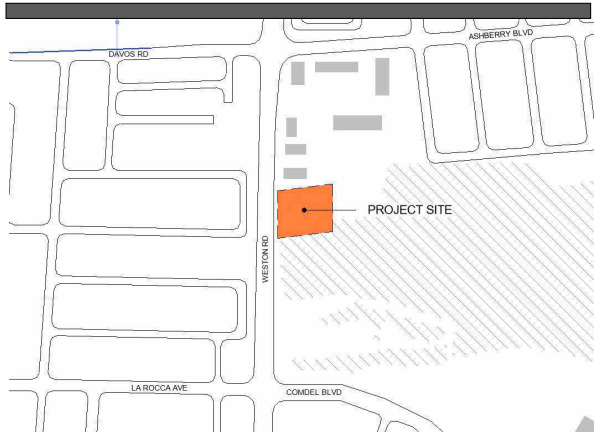 ASHBERRY BLVD
DAVOS RD
PROJECT SITE
WESTON RD
LA ROCCA AVE
COMDEL BLVD